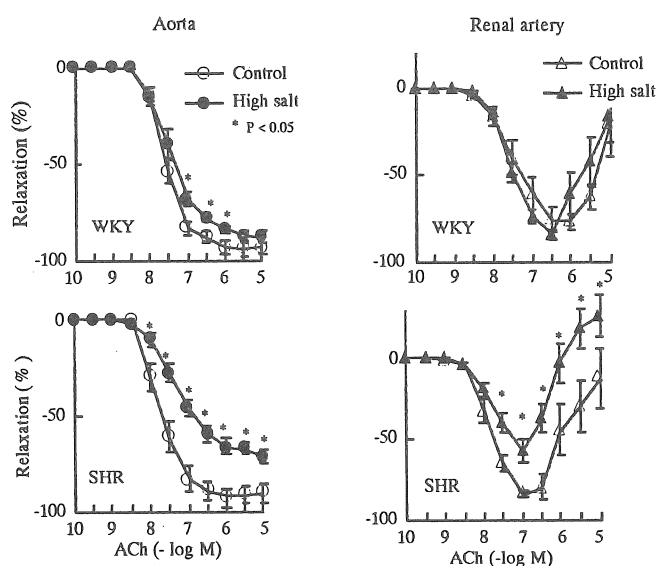 Aorta
Renal artery
Control
High salt
* P < 0.05
Relaxation (%)
0
-50
-100
WKY
10 9 8 7 6 5
* * *
Control
High salt
0
-50
-100
WKY
10 9 8 7 6 5
Relaxation (%)
0
-50
-100
SHR
* * * * * * *
10 9 8 7 6 5
ACh (- log M)
0
-50
-100
SHR
* * * * * *
10 9 8 7 6 5
ACh (-log M)